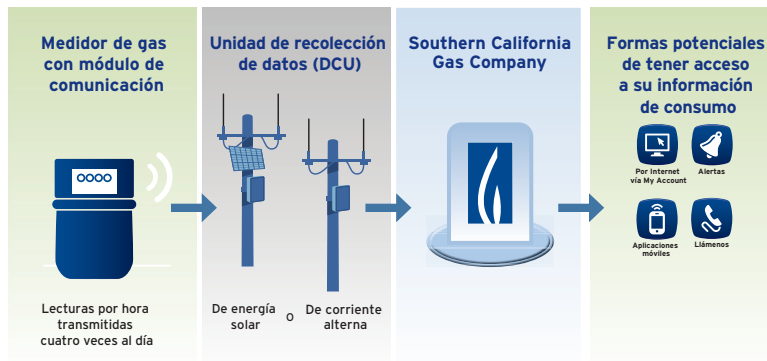 Medidor de gas
con módulo de
comunicación
Lecturas por hora
transmitidas
cuatro veces al día
Unidad de recolección
de datos (DCU)
De energía
solar
o
De corriente
alterna
Southern California
Gas Company
Formas potenciales
de tener acceso
a su información
de consumo
Por Internet
vía My Account
Alertas
Aplicaciones
móviles
Llámenos